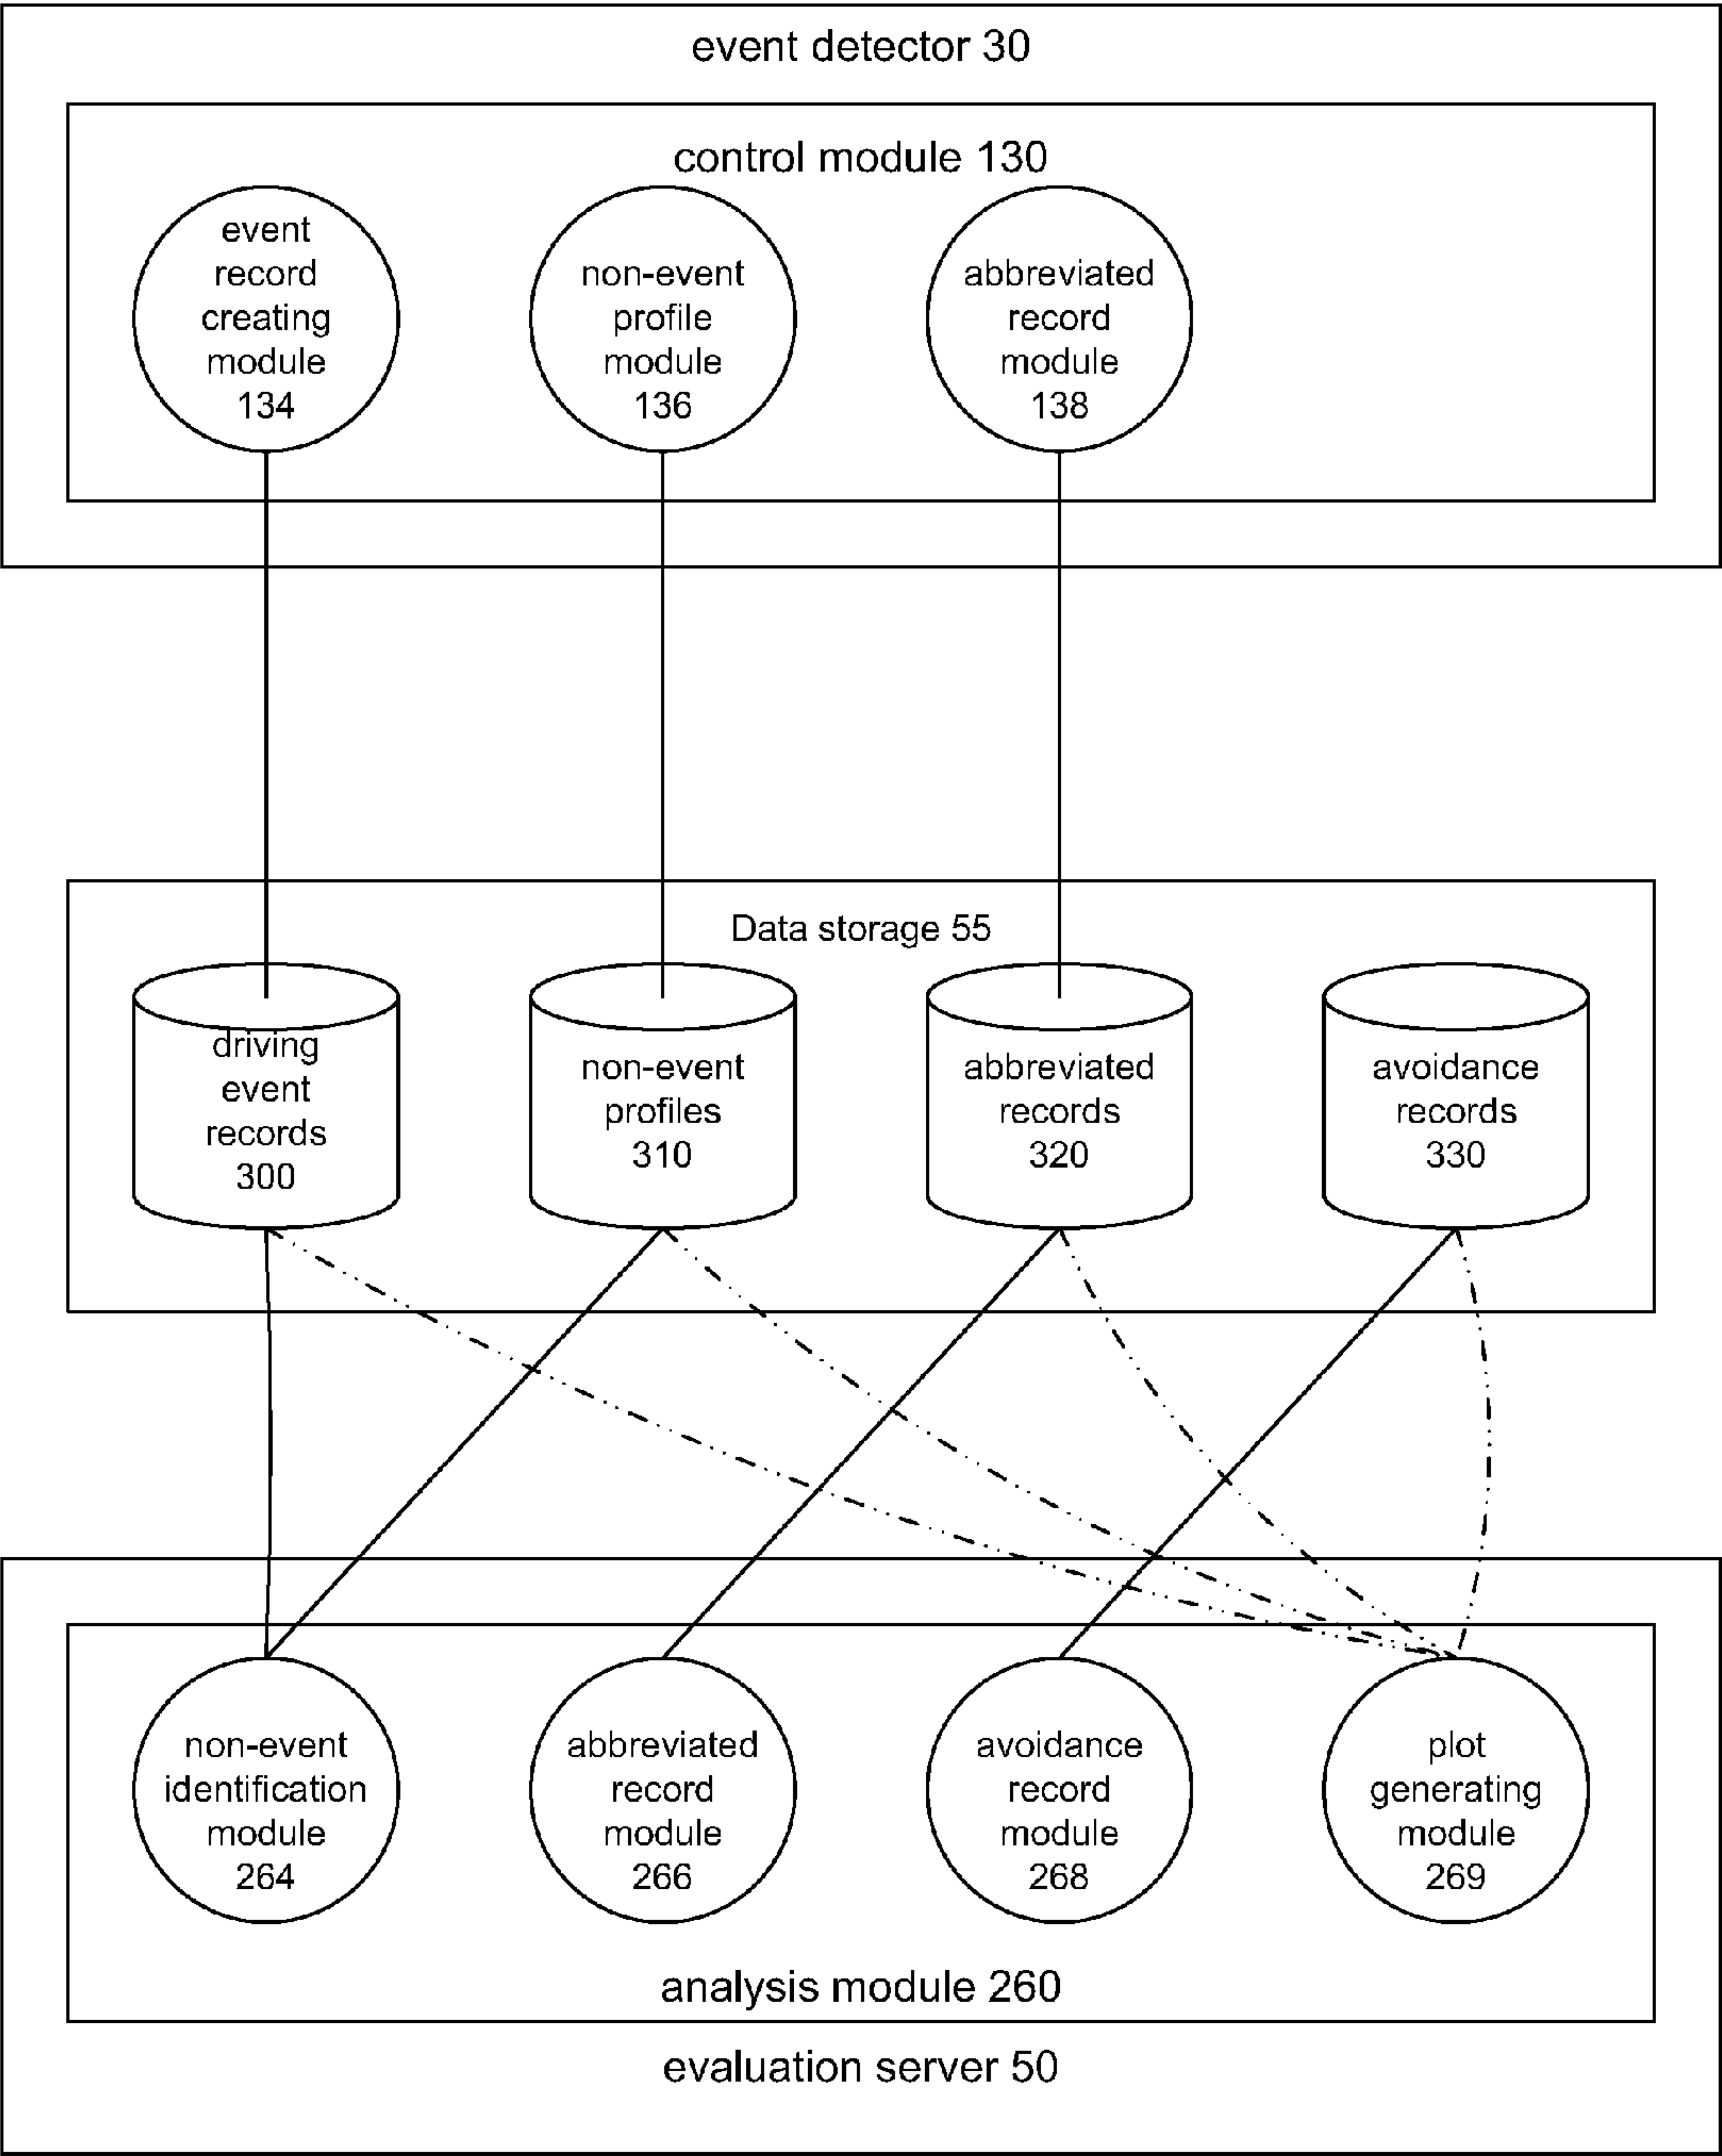 event detector 30
control module 130
event
record
creating
module
134
non-event
profile
module
136
abbreviated
record
module
138
Data storage 55
driving
event
records
300
non-event
profiles
310
abbreviated
records
320
avoidance
records
330
non-event
identification
module
264
abbreviated
record
module
266
avoidance
record
module
268
plot
generating
module
269
analysis module 260
evaluation server 50